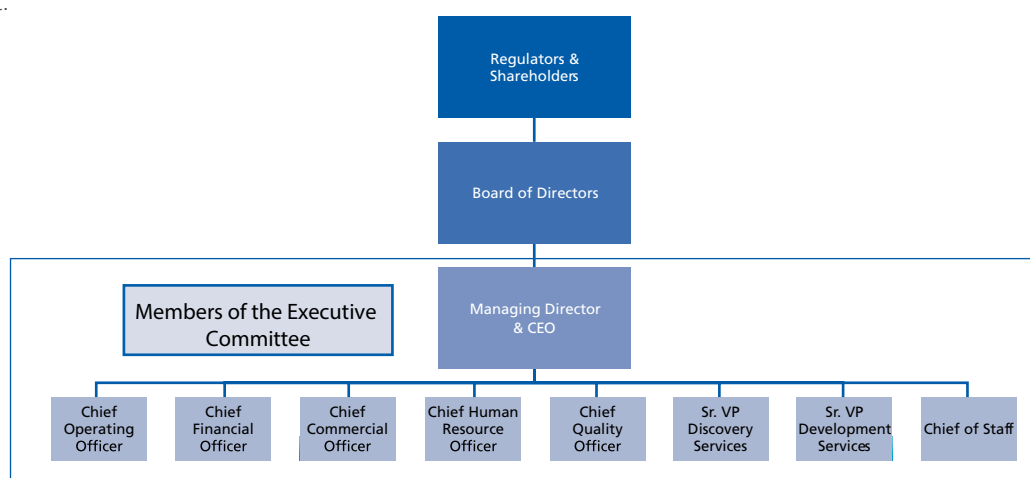 Regulators &
Shareholders
Board of Directors
Members of the Executive
Committee
Managing Director
& CEO
Chief
Operating
Officer
Chief
Financial
Officer
Chief
Commercial
Officer
Chief Human
Resource
Officer
Chief
Quality
Officer
Sr. VP
Discovery
Services
Sr. VP
Development
Services
Chief of Staff